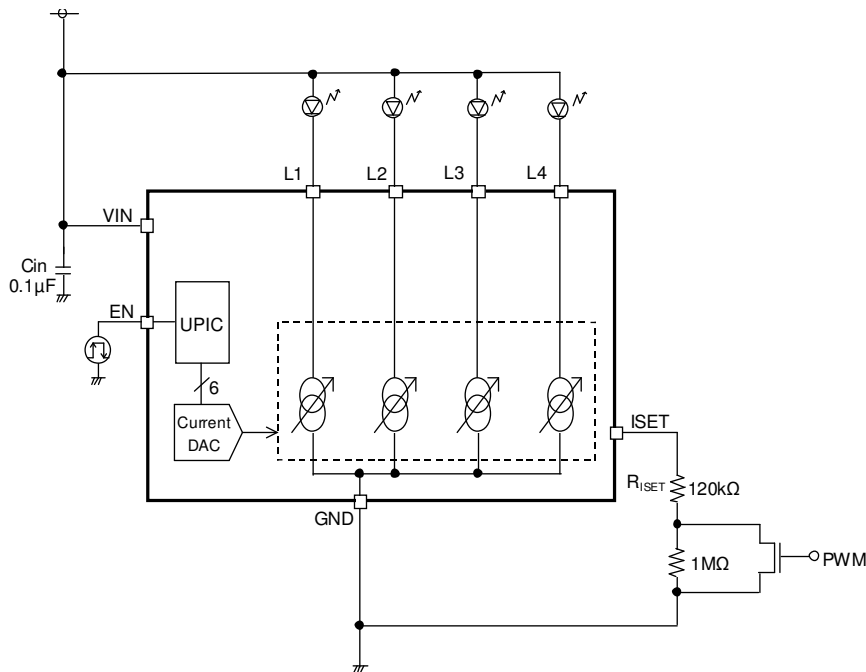 L1
L2
L3
L4
VIN
Cin
0.1µF
EN
UPIC
6
Current
DAC
ISET
RISET
120kΩ
GND
1MΩ
PWM